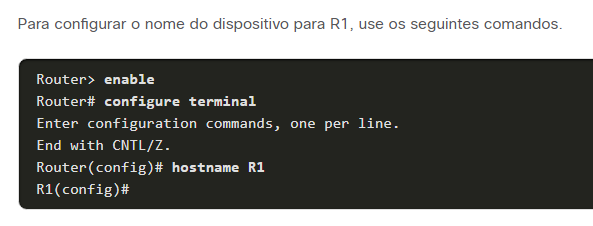 Para configurar o nome do dispositivo para R1, use os seguintes comandos.
Router> enable
Router# configure terminal
Enter configuration commands, one per line.
End with CNTL/Z.
Router(config)# hostname R1
R1(config)#